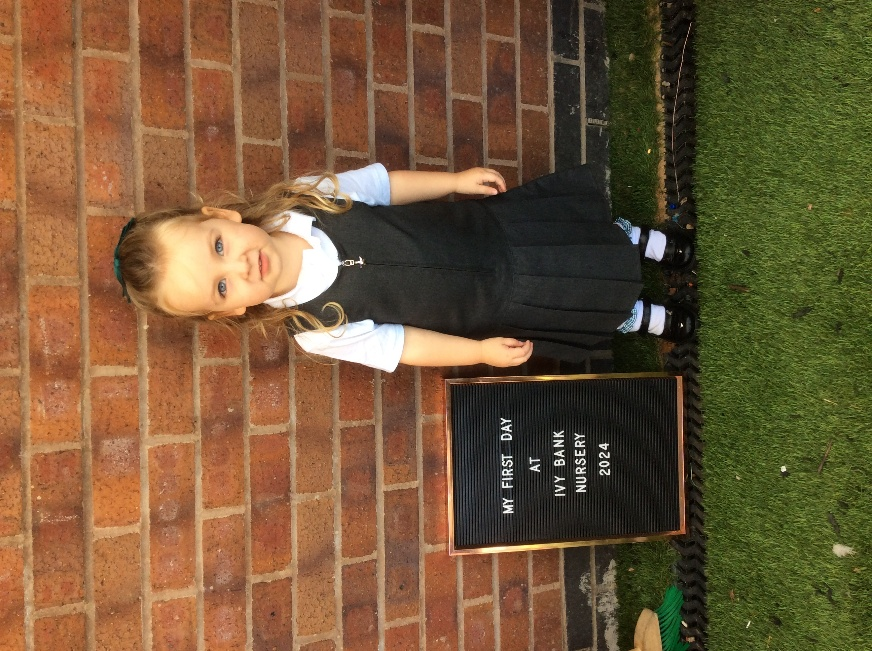 MY FIRST DAY
AT
IVY BANK
NURSERY
2024